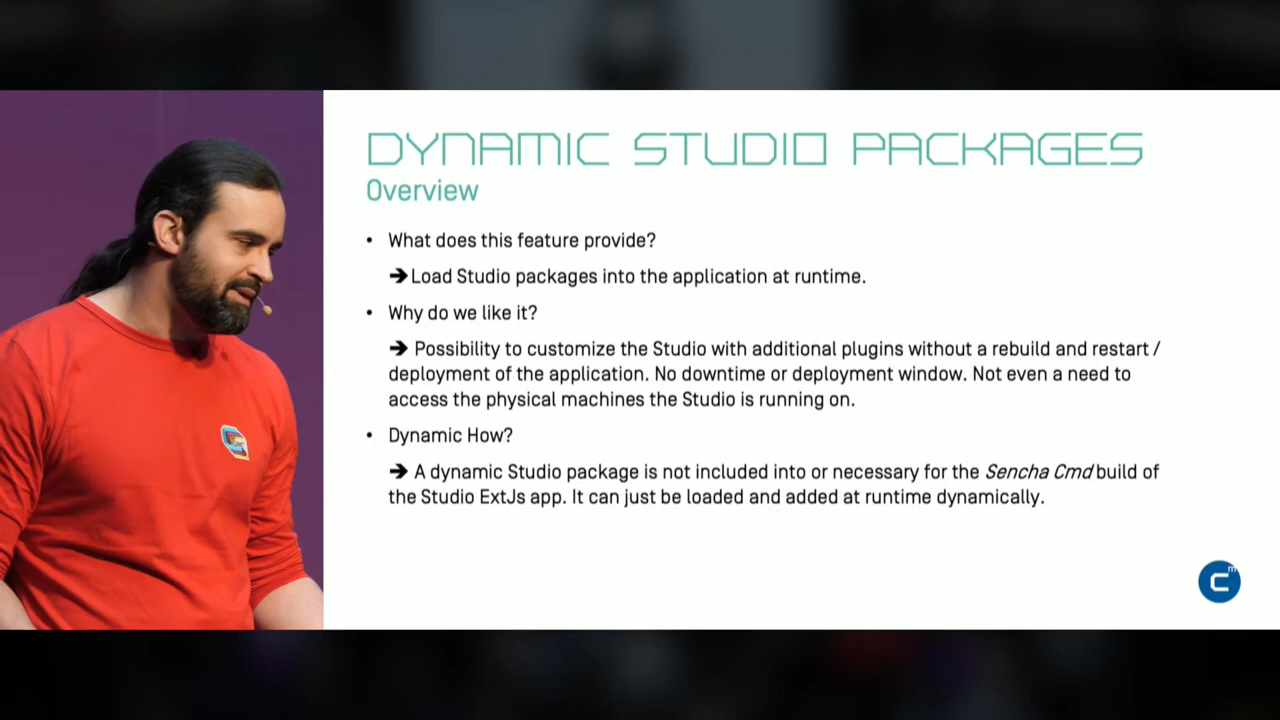 DYNAMIC STUDIO PACKAGES
Overview
• What does this feature provide?
➔ Load Studio packages into the application at runtime.
• Why do we like it?
➔ Possibility to customize the Studio with additional plugins without a rebuild and restart /
deployment of the application. No downtime or deployment window. Not even a need to
access the physical machines the Studio is running on.
• Dynamic How?
➔ A dynamic Studio package is not included into or necessary for the Sencha Cmd build of
the Studio ExtJs app. It can just be loaded and added at runtime dynamically.
C m